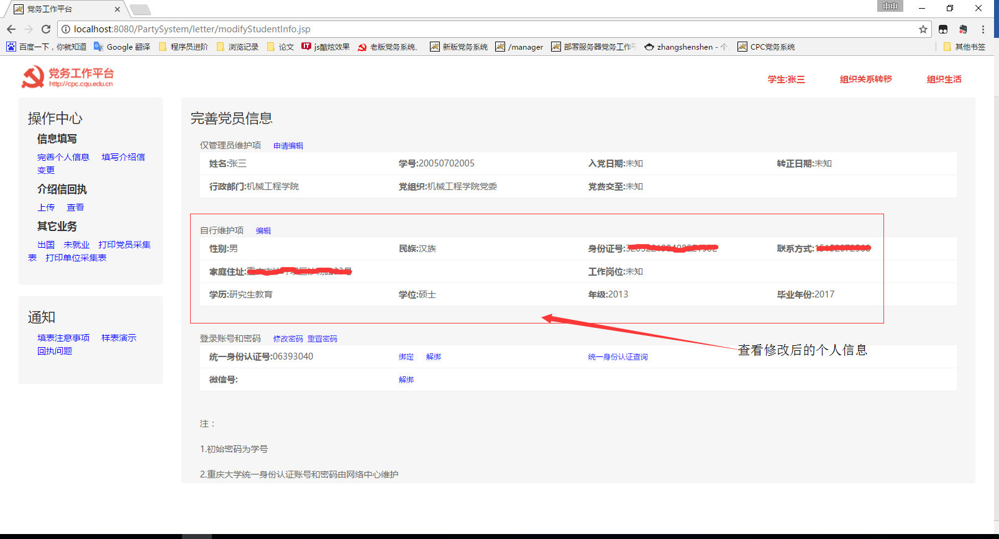 党务工作平台
申申
localhost:8080/PartySystem/letter/modifyStudentInfo.jsp
百度一下，你就知道 Google 翻译 程序员进阶 浏览记录 论文 js酷炫效果 老版党务系统、 新版党务系统 /manager 部署服务器党务工作平 zhangshenshen - 个 CPC党务系统 其他书签
党务工作平台
http://cpc.cqu.edu.cn
学生:张三 组织关系转移 组织生活
操作中心
信息填写
完善个人信息 填写介绍信
变更
介绍信回执
上传 查看
其它业务
出国 未就业 打印党员采集
表 打印单位采集表
通知
填表注意事项 样表演示
回执问题
完善党员信息
仅管理员维护项 申请编辑
姓名:张三 学号:20050702005 入党日期:未知 转正日期:未知
行政部门:机械工程学院 党组织:机械工程学院党委 党费交至:未知
自行维护项 编辑
性别:男 民族:汉族 身份证号: 联系方式:
家庭住址: 工作岗位:未知
学历:研究生教育 学位:硕士 年级:2013 毕业年份:2017
登录账号和密码 修改密码 重置密码
统一身份认证号:06393040 绑定 解绑 统一身份认证查询
微信号: 解绑
查看修改后的个人信息
注：
1.初始密码为学号
2.重庆大学统一身份认证账号和密码由网络中心维护